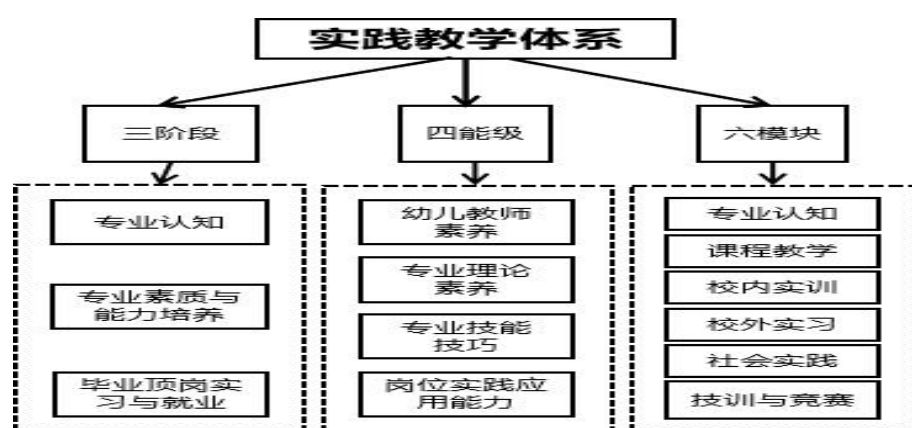 实践教学体系
三阶段
四能级
六模块
专业认知
专业素质与
能力培养
毕业顶岗实
习与就业
幼儿教师
素养
专业理论
素养
专业技能
技巧
岗位实践应
用能力
专业认知
课程教学
校内实训
校外实习
社会实践
技训与竞赛